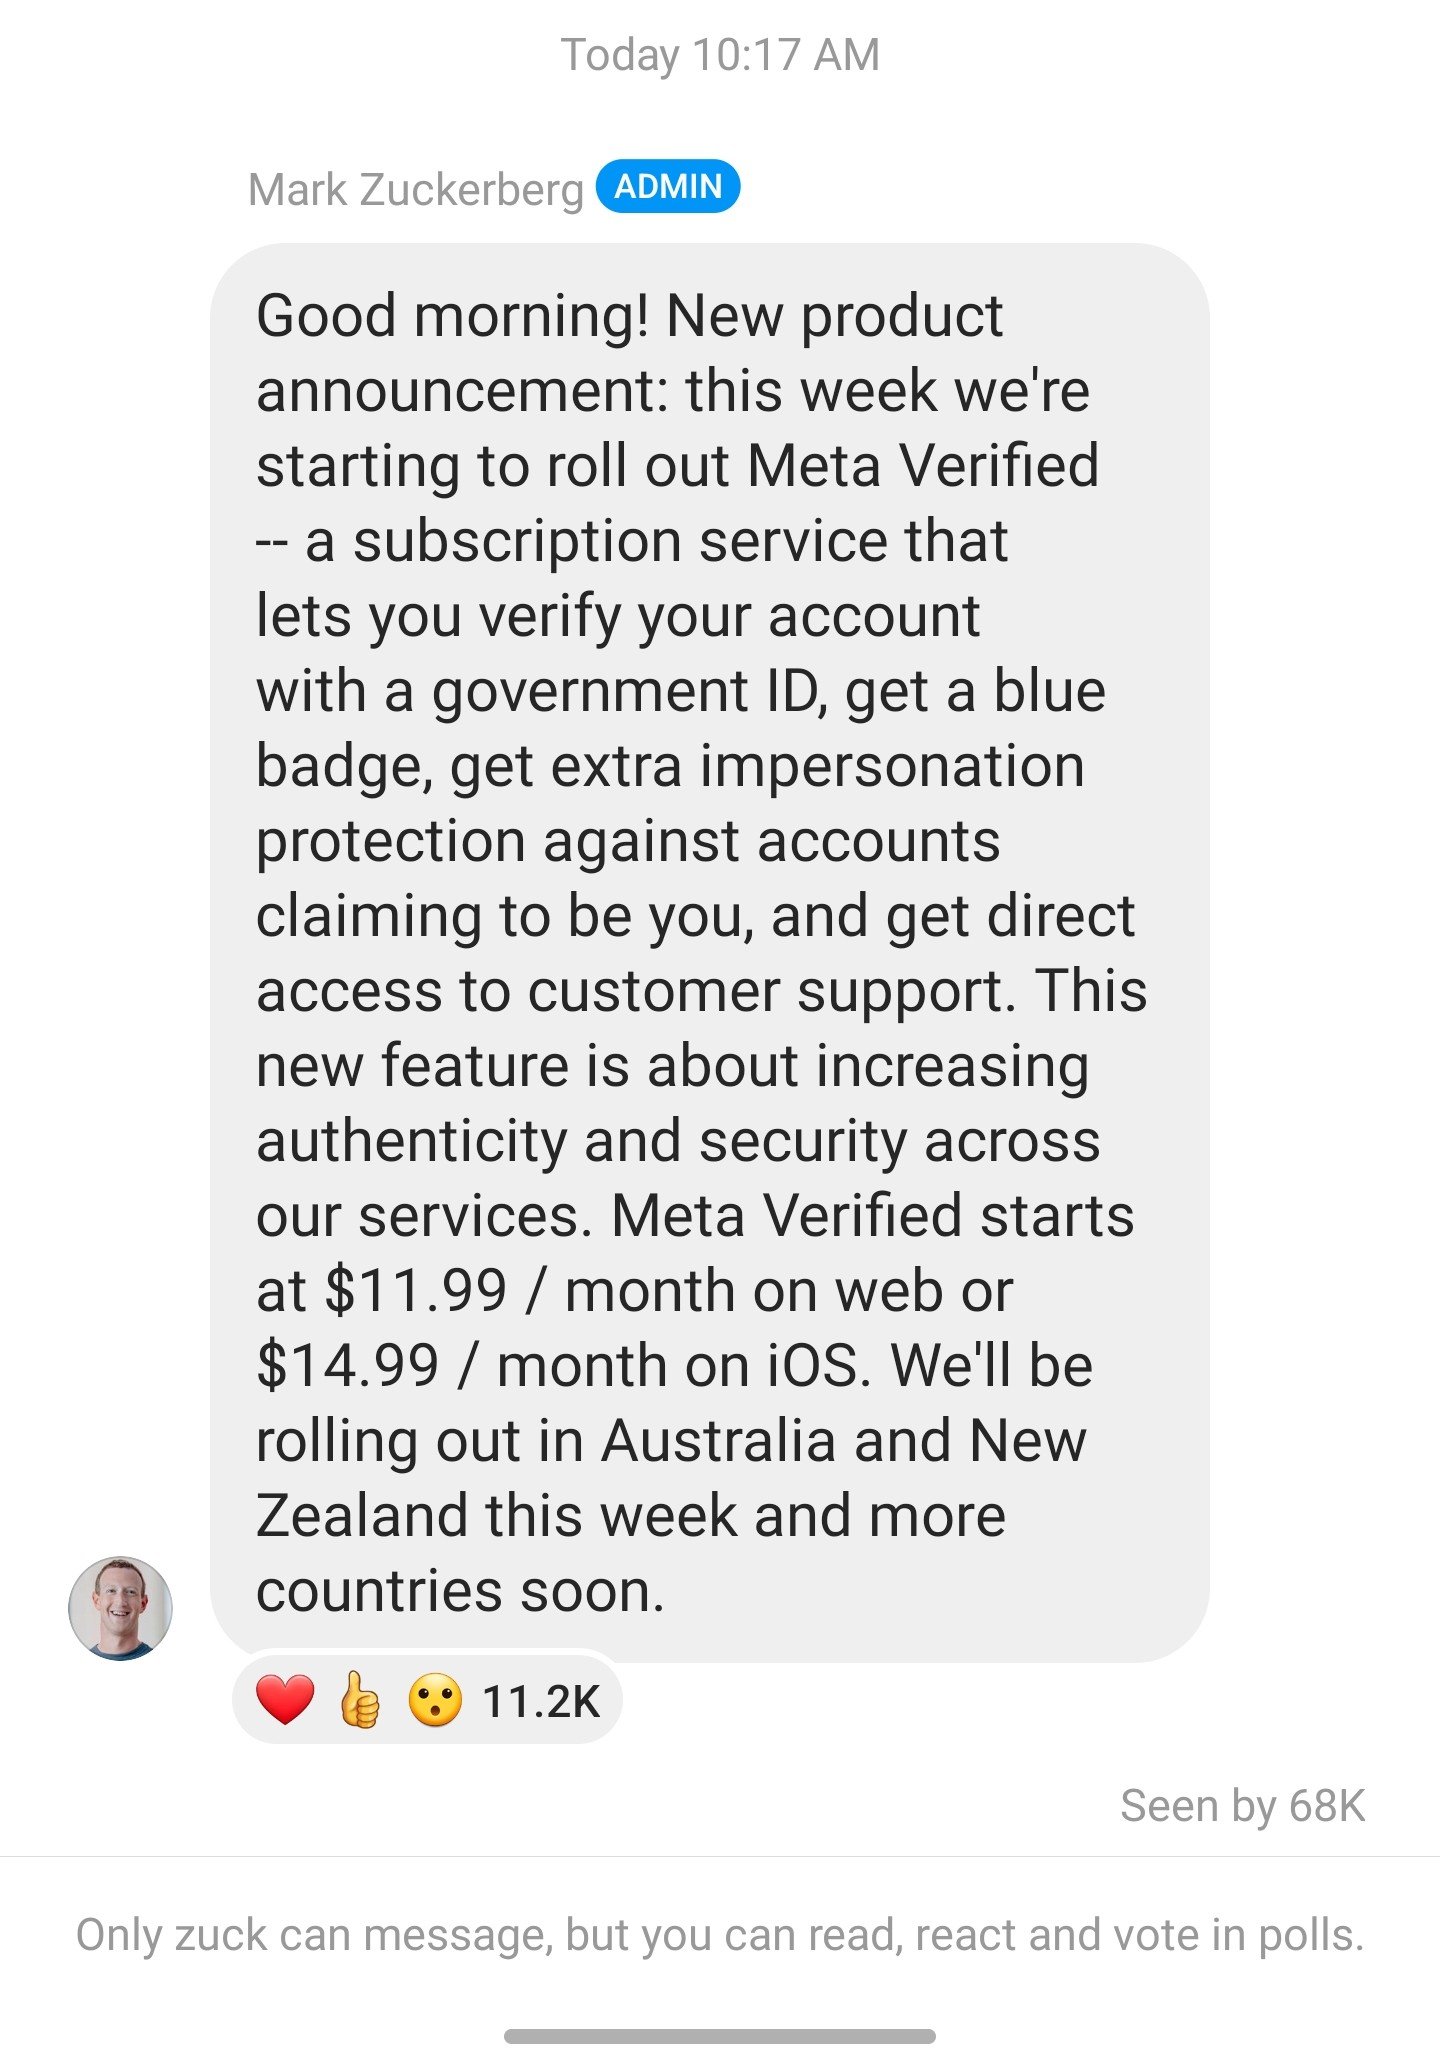 Today 10:17 AM
Mark Zuckerberg ADMIN
Good morning! New product
announcement: this week we're
starting to roll out Meta Verified
-- a subscription service that
lets you verify your account
with a government ID, get a blue
badge, get extra impersonation
protection against accounts
claiming to be you, and get direct
access to customer support. This
new feature is about increasing
authenticity and security across
our services. Meta Verified starts
at $11.99 / month on web or
$14.99 / month on iOS. We'll be
rolling out in Australia and New
Zealand this week and more
countries soon.
11.2K
Seen by 68K
Only zuck can message, but you can read, react and vote in polls.